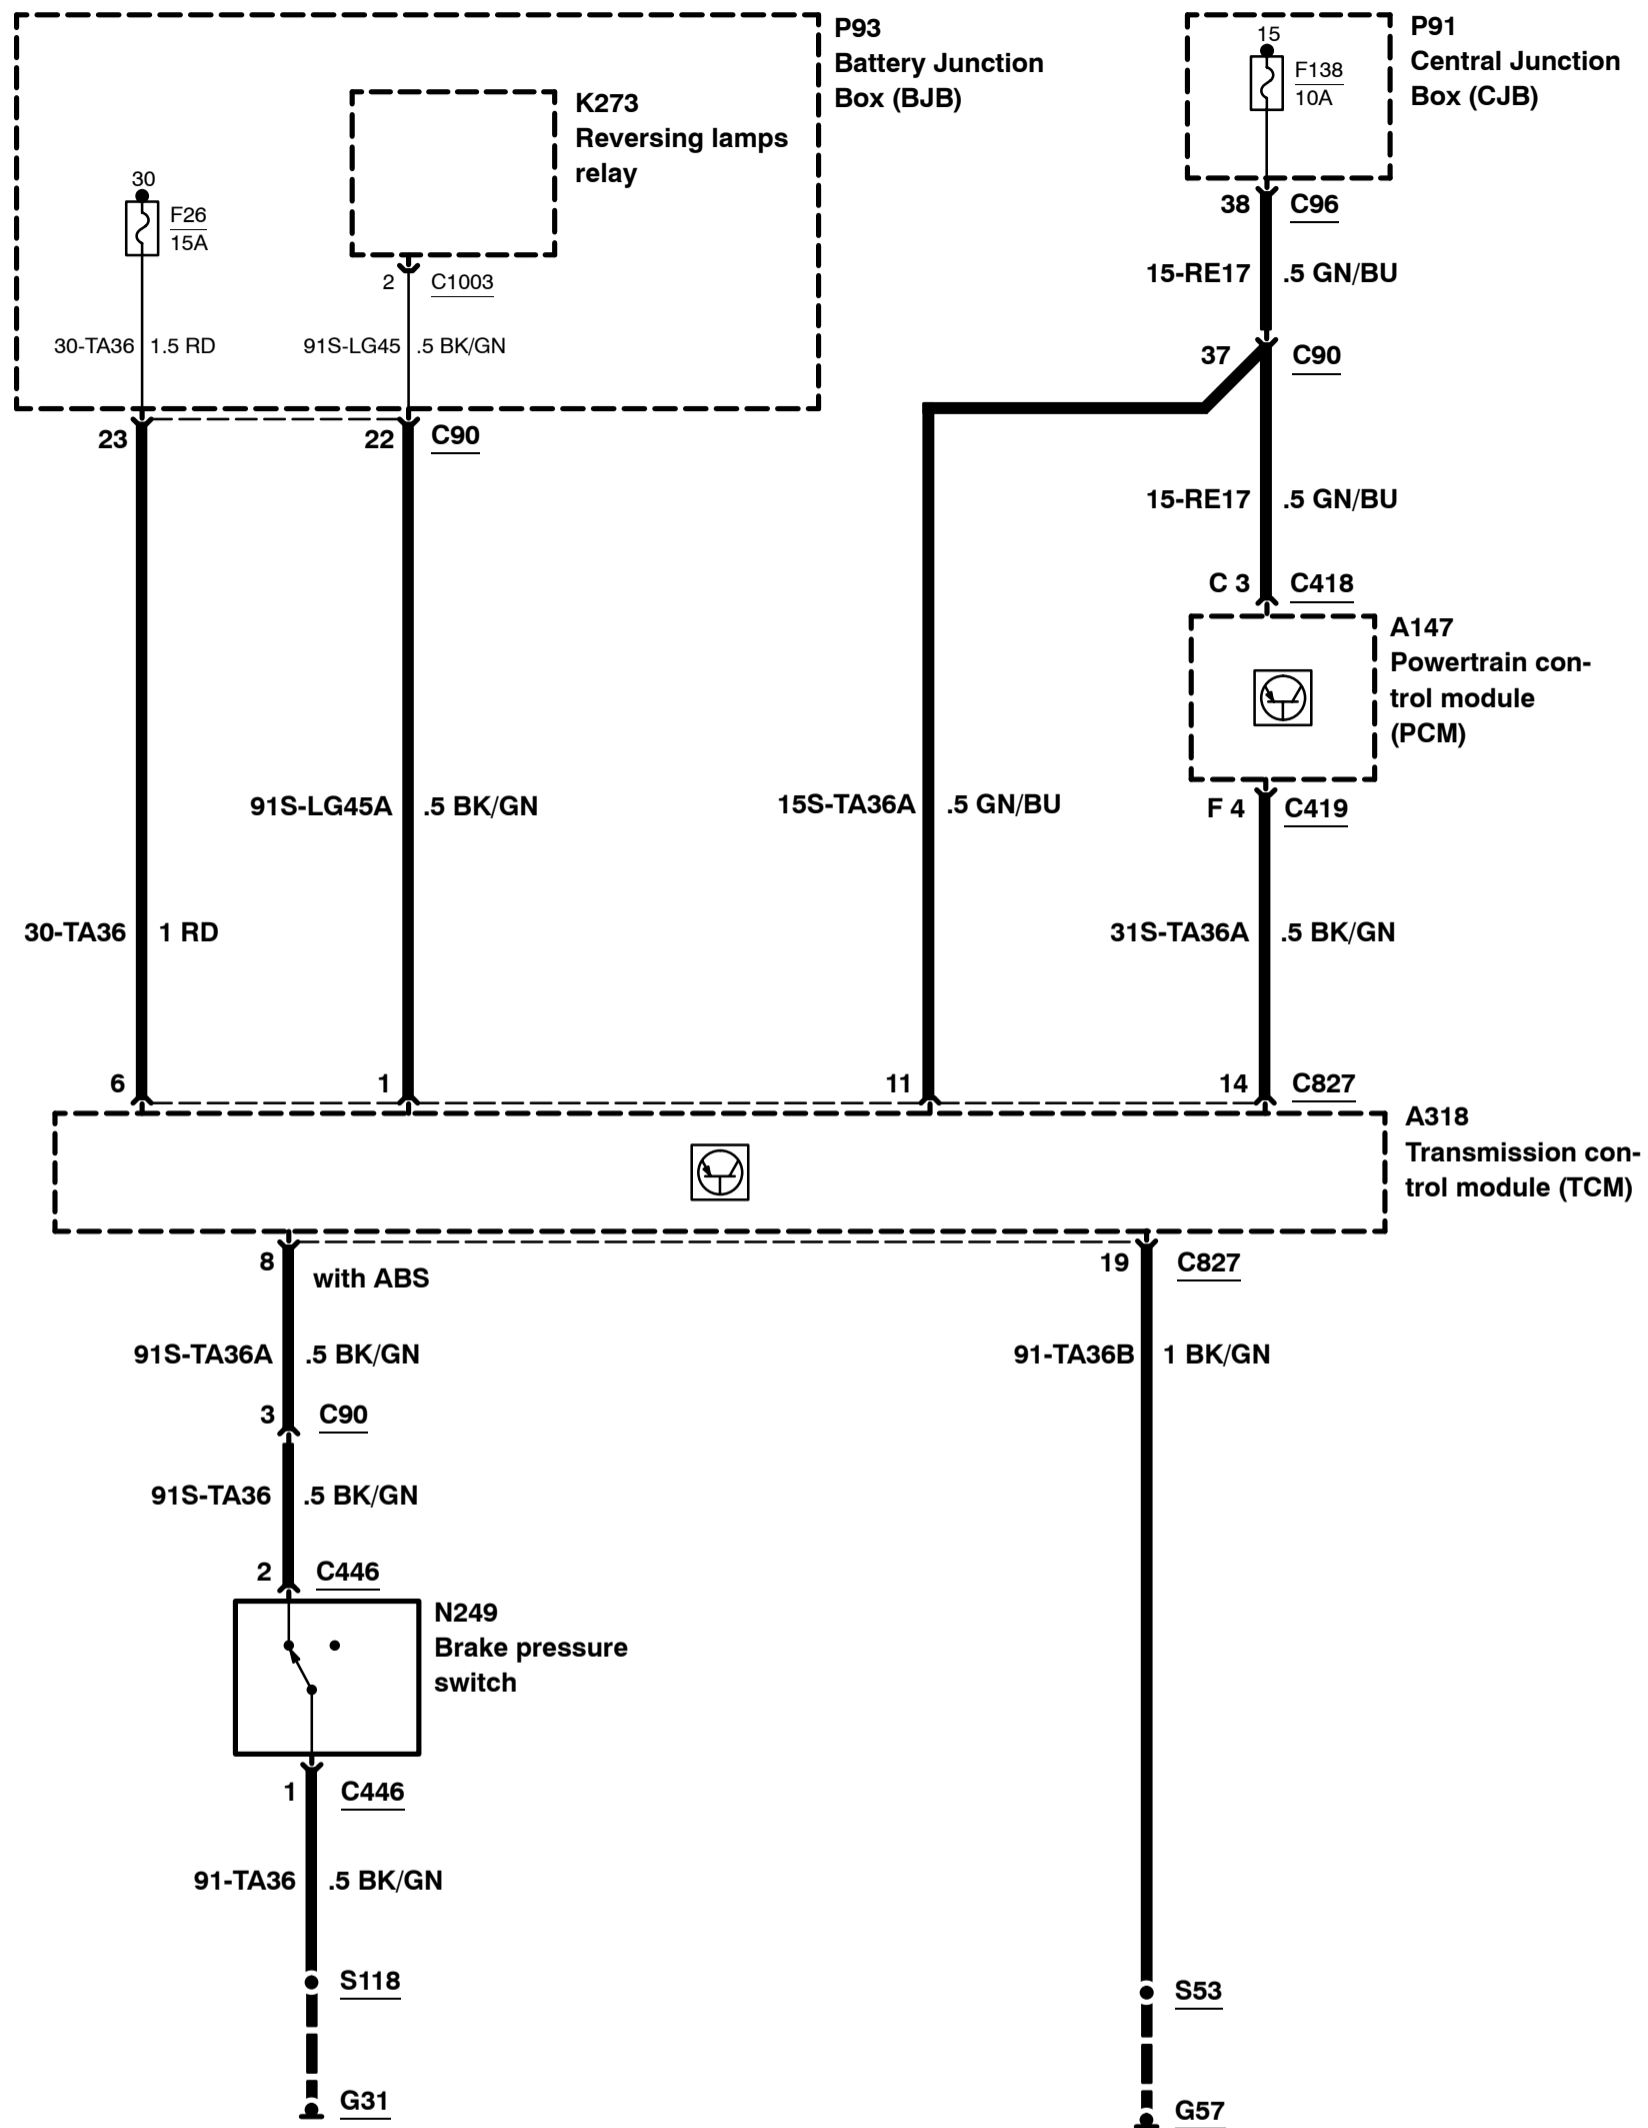 P93
Battery Junction
Box (BJB)
15
F138
10A
P91
Central Junction
Box (CJB)
K273
Reversing lamps
relay
30
F26
15A
2 C1003
38 C96
15-RE17 .5 GN/BU
30-TA36 1.5 RD
91S-LG45 .5 BK/GN
37 C90
23
22 C90
15-RE17 .5 GN/BU
C 3 C418
A147
Powertrain con-
trol module
(PCM)
91S-LG45A .5 BK/GN
15S-TA36A .5 GN/BU
F 4 C419
30-TA36 1 RD
31S-TA36A .5 BK/GN
6
1
11
14 C827
A318
Transmission con-
trol module (TCM)
8
with ABS
19 C827
91S-TA36A .5 BK/GN
91-TA36B 1 BK/GN
3 C90
91S-TA36 .5 BK/GN
2 C446
N249
Brake pressure
switch
1 C446
91-TA36 .5 BK/GN
S118
S53
G31
G57